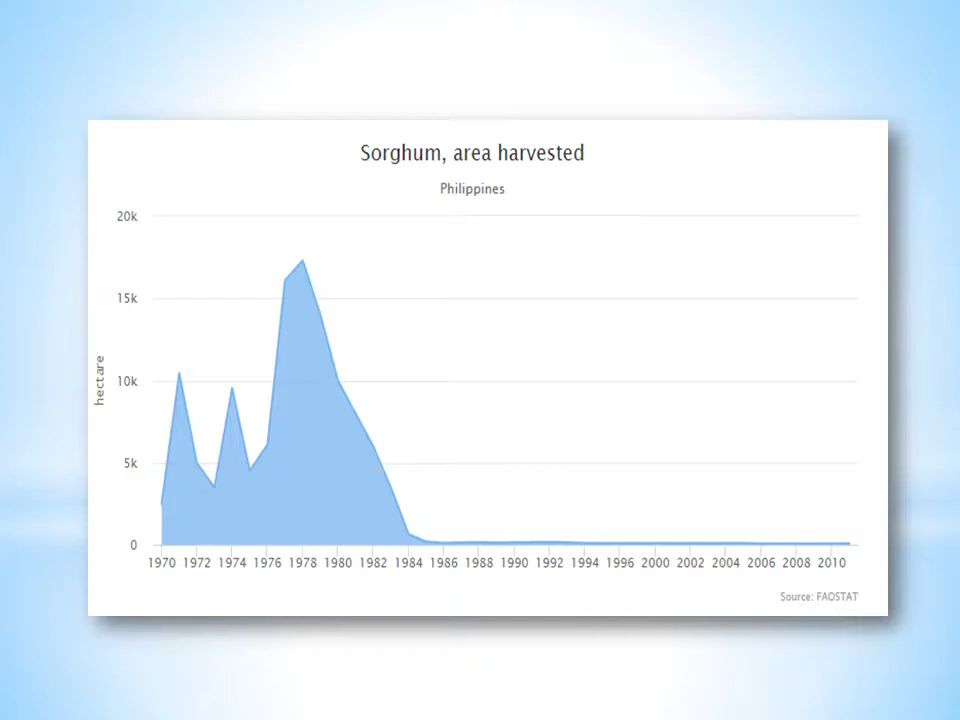 Sorghum, area harvested
Philippines
20k
15k
10k
5k
0
hectare
1970 1972 1974 1976 1978 1980 1982 1984 1986 1988 1990 1992 1994 1996 2000 2002 2004 2006 2008 2010
Source: FAOSTAT